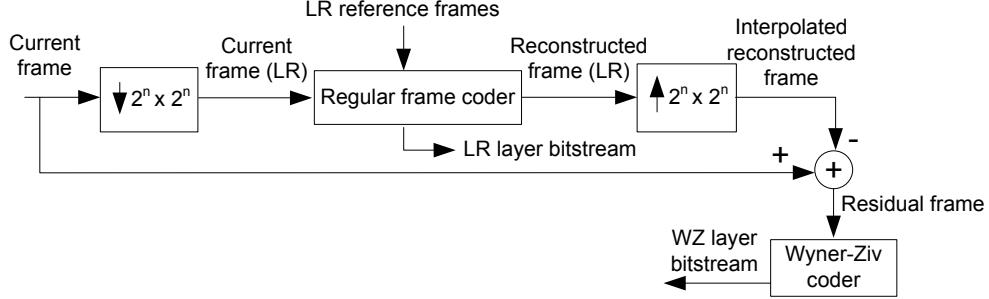 LR reference frames
Current
frame
Current
frame (LR)
Reconstructed
frame (LR)
Interpolated
reconstructed
frame
2ⁿ x 2ⁿ
Regular frame coder
2ⁿ x 2ⁿ
LR layer bitstream
-
+
+
Residual frame
WZ layer
bitstream
Wyner-Ziv
coder